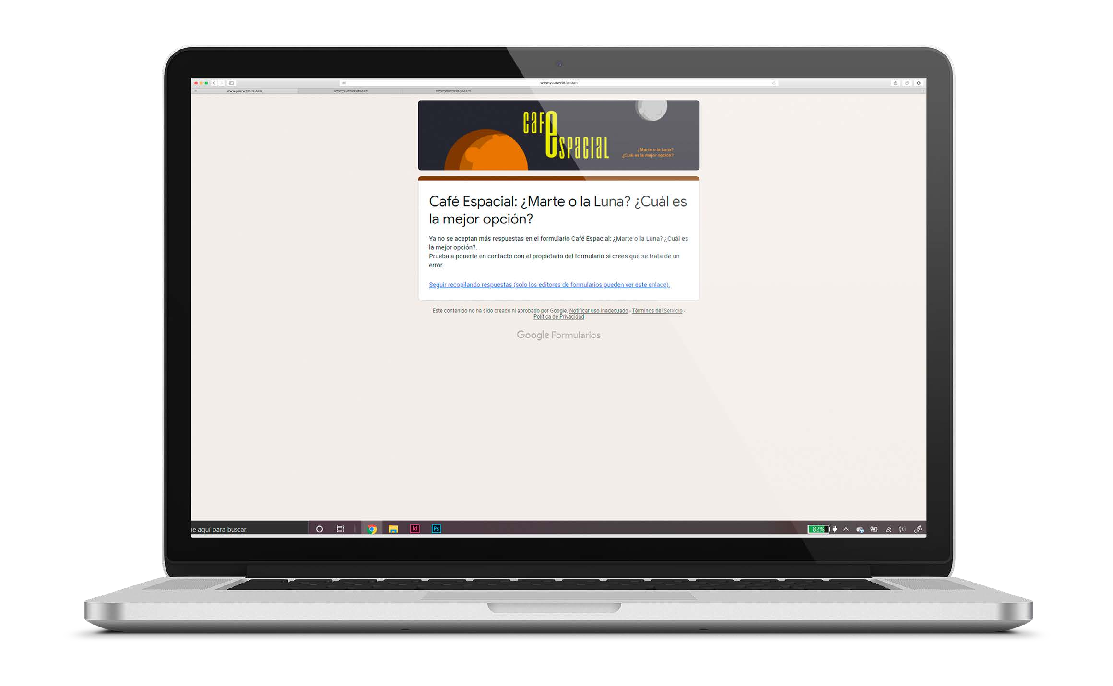 café
espacial
¿Marte o la Luna?
¿Cuál es la mejor opción?
Café Espacial: ¿Marte o la Luna? ¿Cuál es
la mejor opción?
Ya no se aceptan más respuestas en el formulario Café Espacial: ¿Marte o la Luna? ¿Cuál es
la mejor opción?.
Prueba a ponerte en contacto con el propietario del formulario si crees que se trata de un
error.
Seguir recopilando respuestas (solo los editores de formularios pueden ver este enlace).
Este contenido no ha sido creado ni aprobado por Google. Notificar uso inadecuado - Términos del Servicio -
Política de Privacidad
Google Formularios
e aquí para buscar
Id
Ps
87%